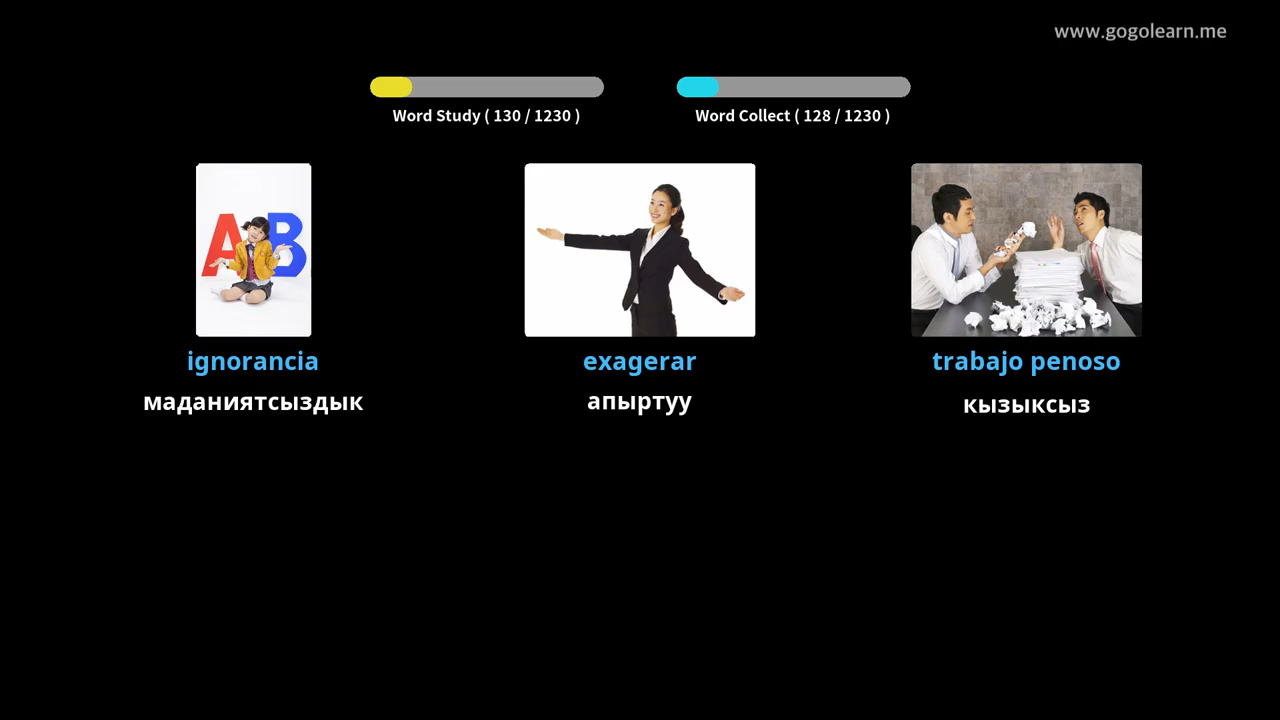 www.gogolearn.me
Word Study ( 130 / 1230 )
Word Collect ( 128 / 1230 )
A B
ignorancia
exagerar
trabajo penoso
маданиятсыздык
апыртуу
кызыксыз